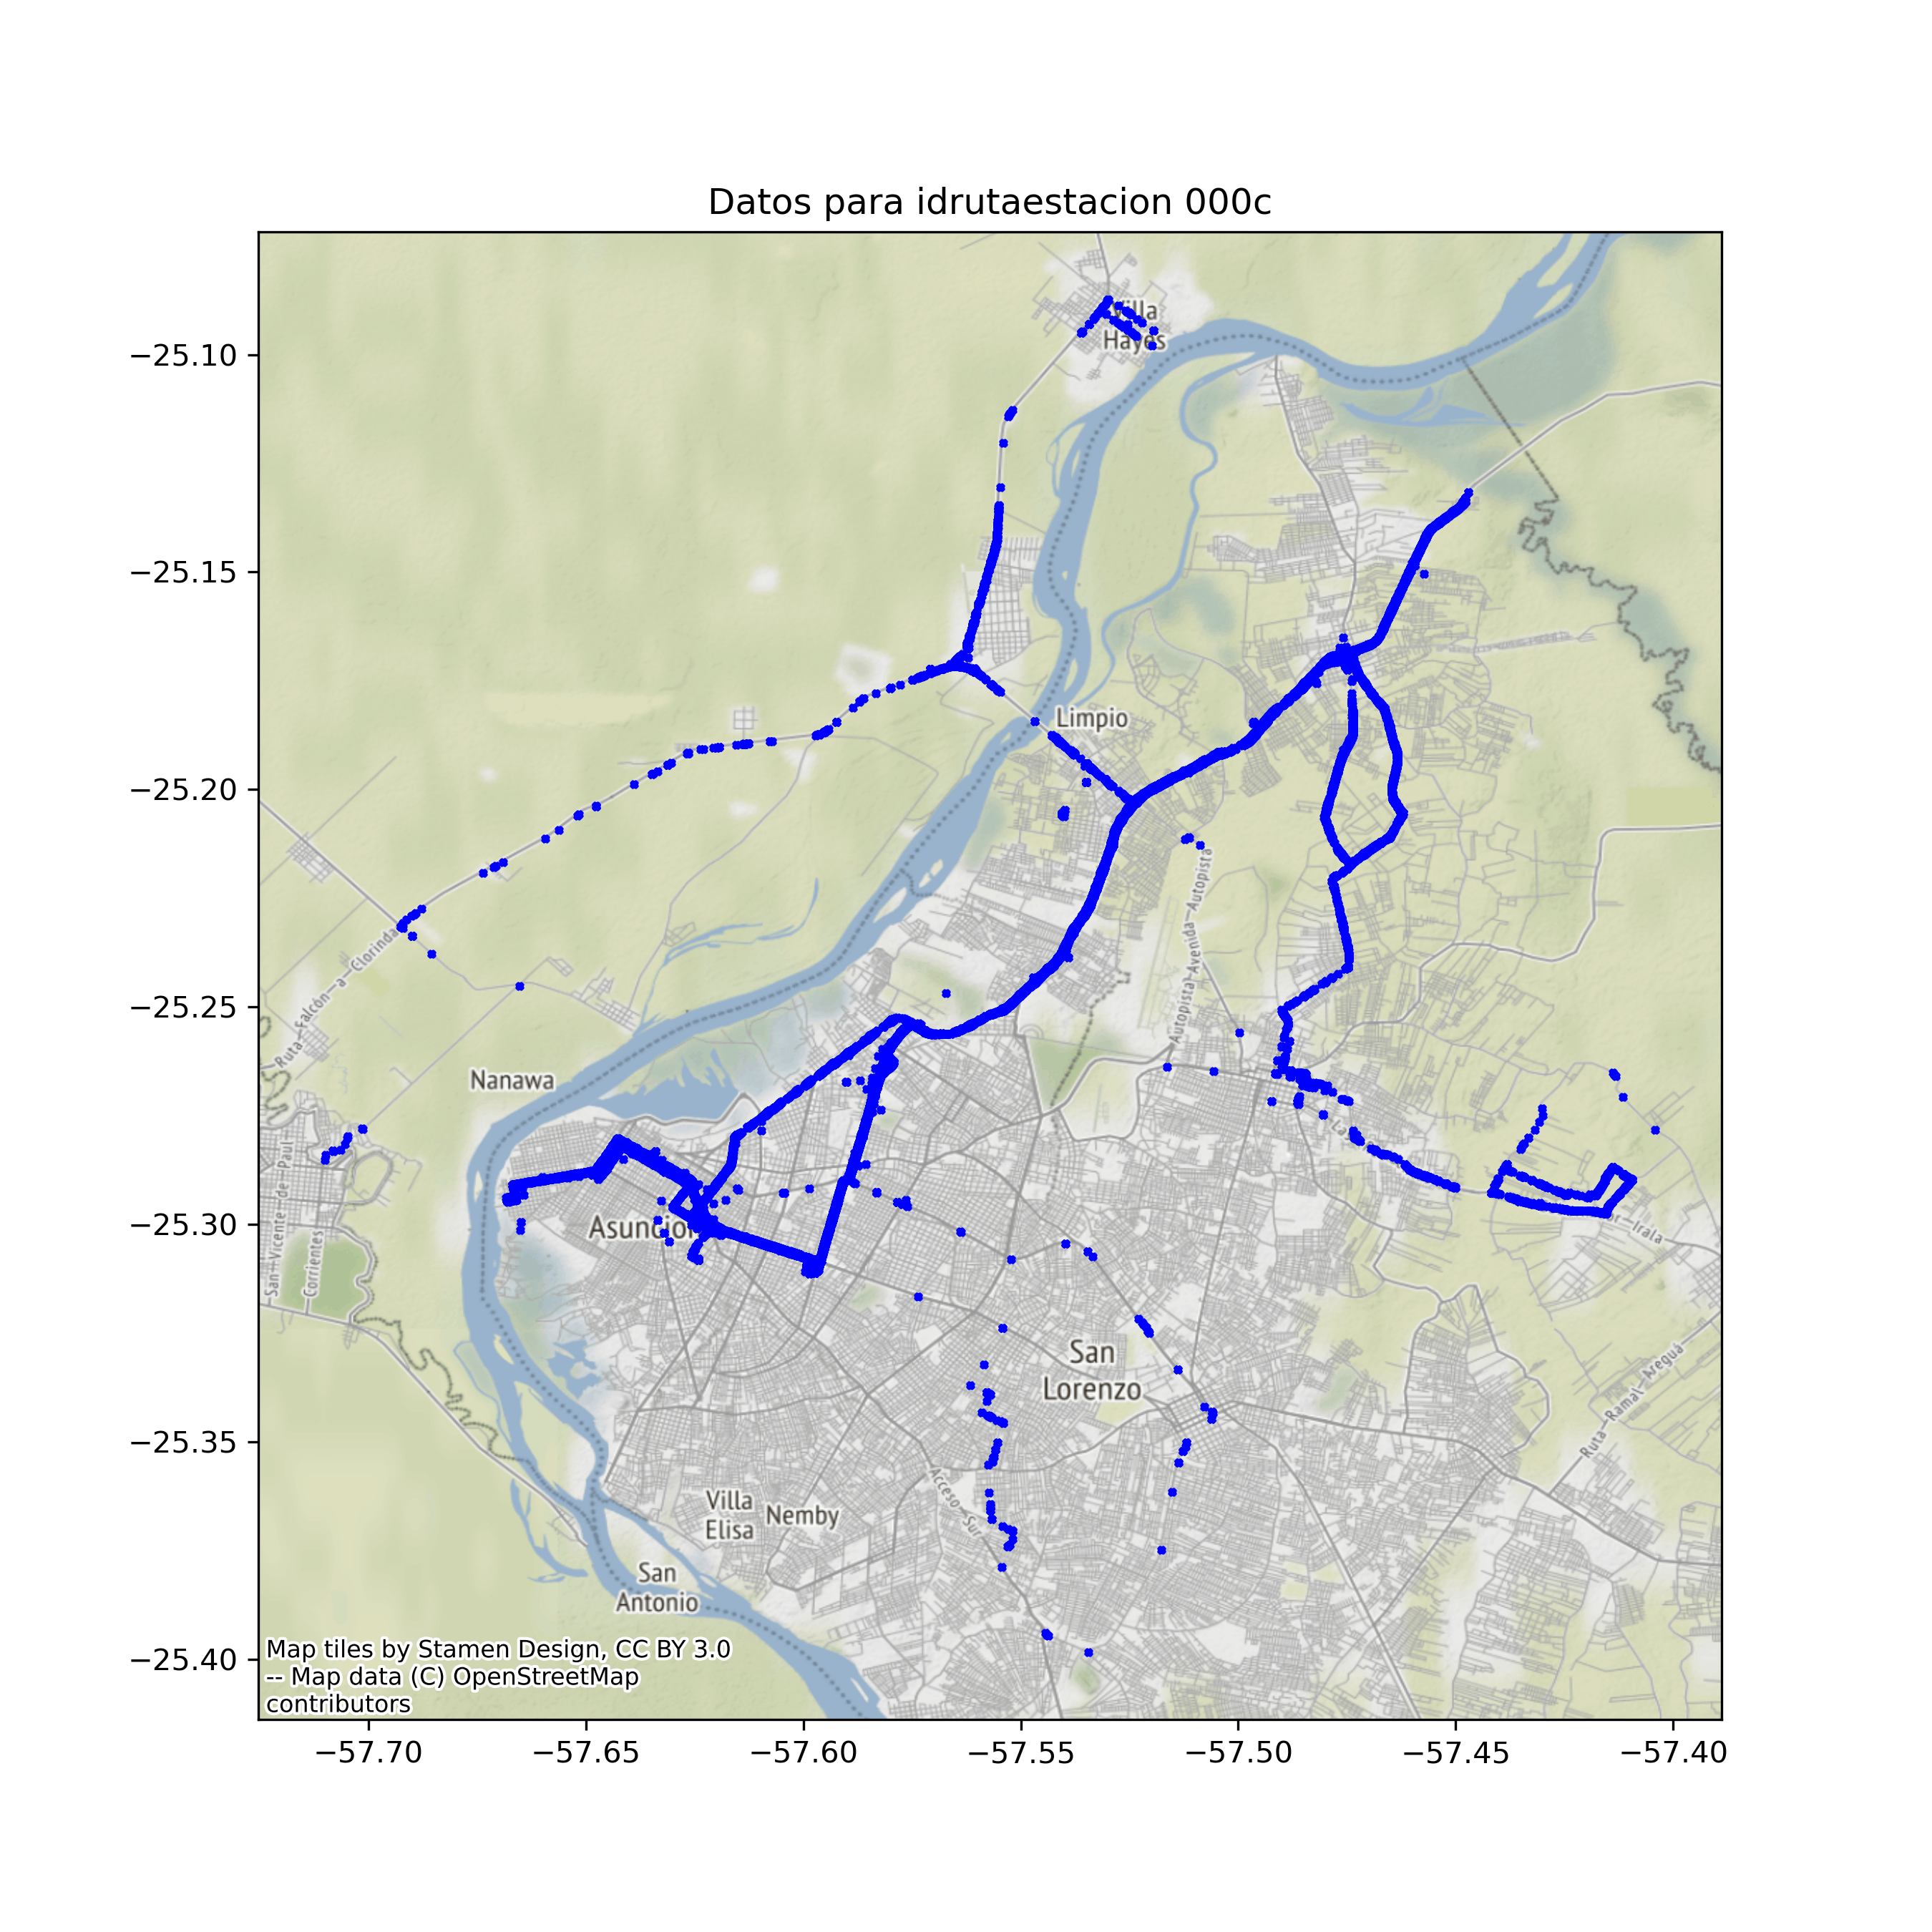 Datos para idrutaestacion 000c
Villa
Hayes
−25.10
−25.15
Limpio
−25.20
Autopista—Avenida—Autopista
Ruta—Falcón—a—Clorinda
−25.25
Nanawa
La
San—Vicente de Paul
Corrientes
−25.30
Asuncion
Irala
San
Lorenzo
Ruta—Ramal—Areguá
−25.35
Acceso—Sur
Villa
Elisa
Nemby
San
Antonio
−25.40
Map tiles by Stamen Design, CC BY 3.0
-- Map data (C) OpenStreetMap
contributors
−57.70
−57.65
−57.60
−57.55
−57.50
−57.45
−57.40